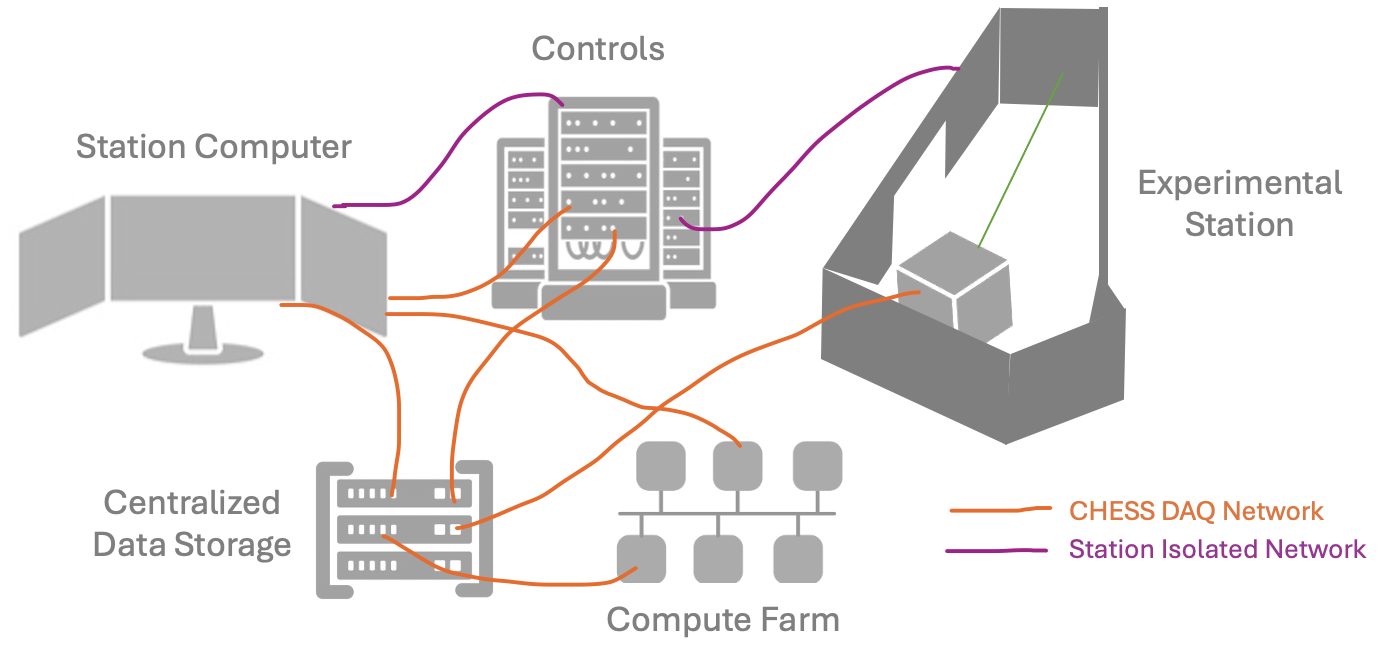 Controls
Station Computer
Experimental
Station
Centralized
Data Storage
CHESS DAQ Network
Station Isolated Network
Compute Farm